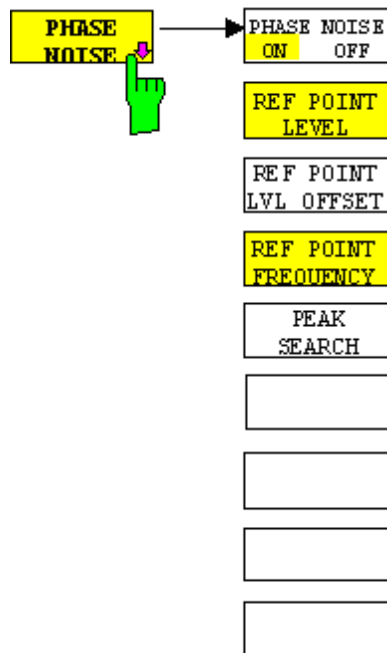 PHASE
NOISE
PHASE NOISE
ON OFF
REF POINT
LEVEL
REF POINT
LVL OFFSET
REF POINT
FREQUENCY
PEAK
SEARCH